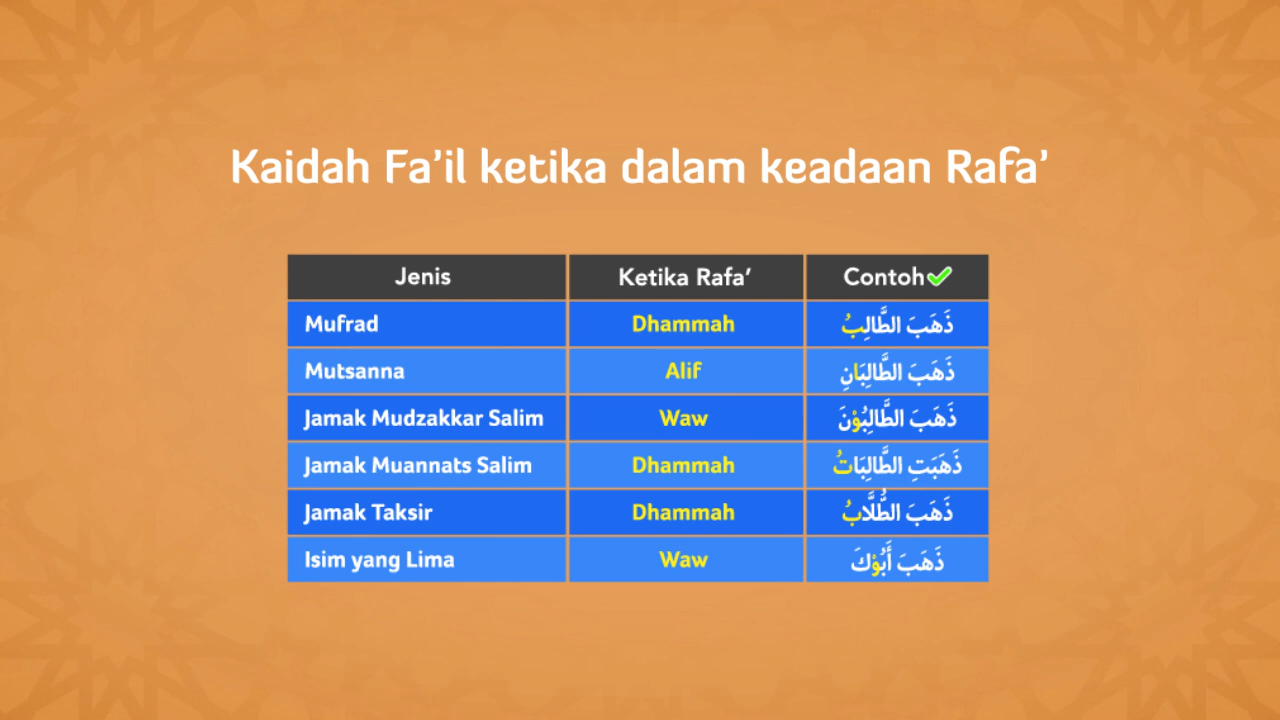 Kaidah Fa’il ketika dalam keadaan Rafa’
Jenis Ketika Rafa’ Contoh
Mufrad Dhammah ذَهَبَ الطَّالِبُ
Mutsanna Alif ذَهَبَ الطَّالِبَانِ
Jamak Mudzakkar Salim Waw ذَهَبَ الطَّالِبُوْنَ
Jamak Muannats Salim Dhammah ذَهَبَتِ الطَّالِبَاتُ
Jamak Taksir Dhammah ذَهَبَ الطُّلَّابُ
Isim yang Lima Waw ذَهَبَ أَبُوْكَ